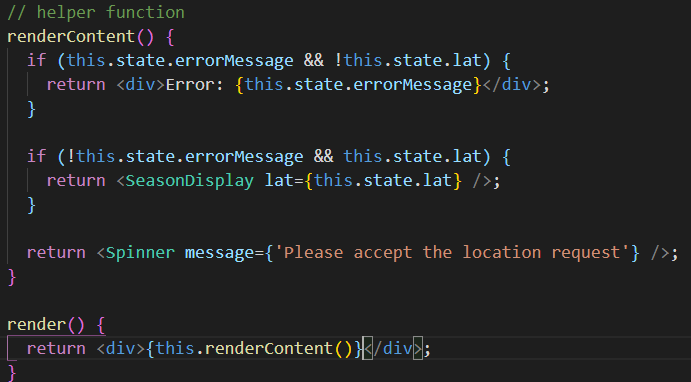 // helper function
renderContent() {
if (this.state.errorMessage && !this.state.lat) {
return <div>Error: {this.state.errorMessage}</div>;
}
if (!this.state.errorMessage && this.state.lat) {
return <SeasonDisplay lat={this.state.lat} />;
}
return <Spinner message={'Please accept the location request'} />;
}
render() {
return <div>{this.renderContent()}</div>;
}